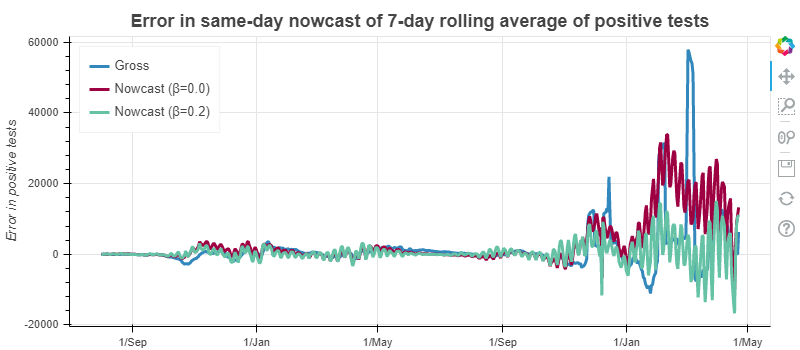 Error in same-day nowcast of 7-day rolling average of positive tests
Error in positive tests
60000
40000
20000
0
-20000
Gross
Nowcast (β=0.0)
Nowcast (β=0.2)
1/Sep
1/Jan
1/May
1/Sep
1/Jan
1/May